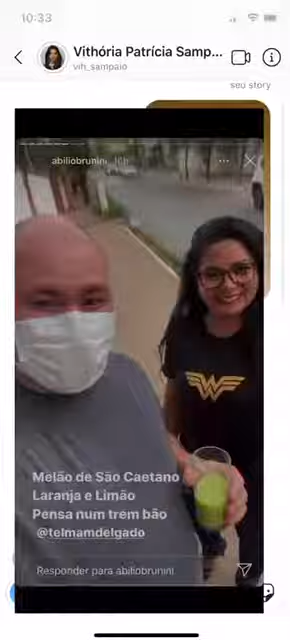 10:33
Vithória Patrícia Samp...
vih_sampaio
seu story
abiliobrunini 16h
Melão de São Caetano
Laranja e Limão
Pensa num trem bão
@telmamdelgado
Responder para abiliobrunini